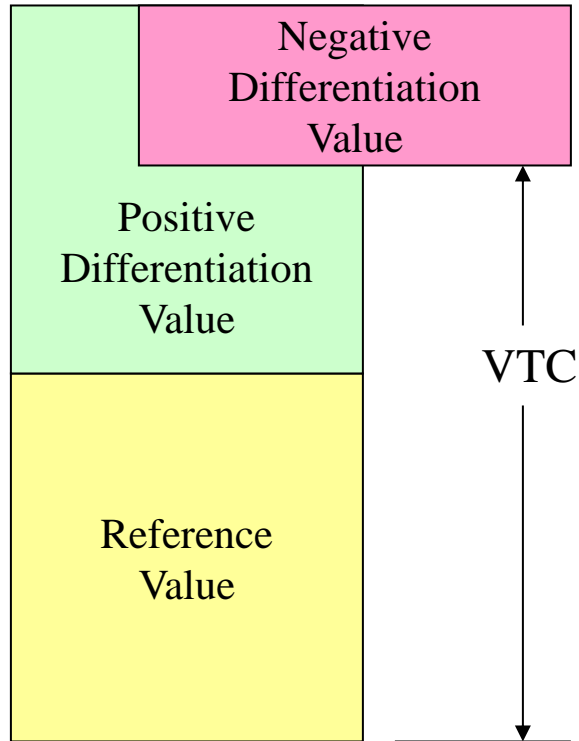 Negative
Differentiation
Value
Positive
Differentiation
Value
VTC
Reference
Value